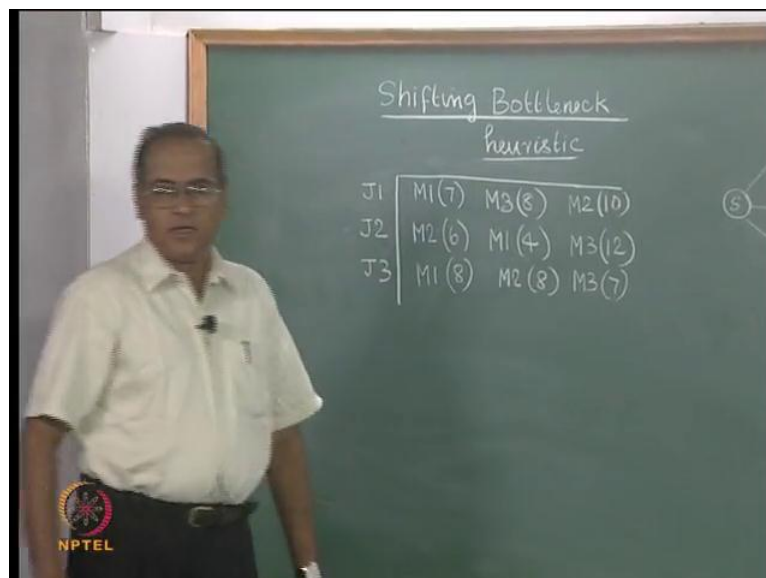 Shifting Bottleneck
heuristic
J1 M1(7) M3(8) M2(10)
J2 M2(6) M1(4) M3(12)
J3 M1(8) M2(8) M3(7)
S
NPTEL